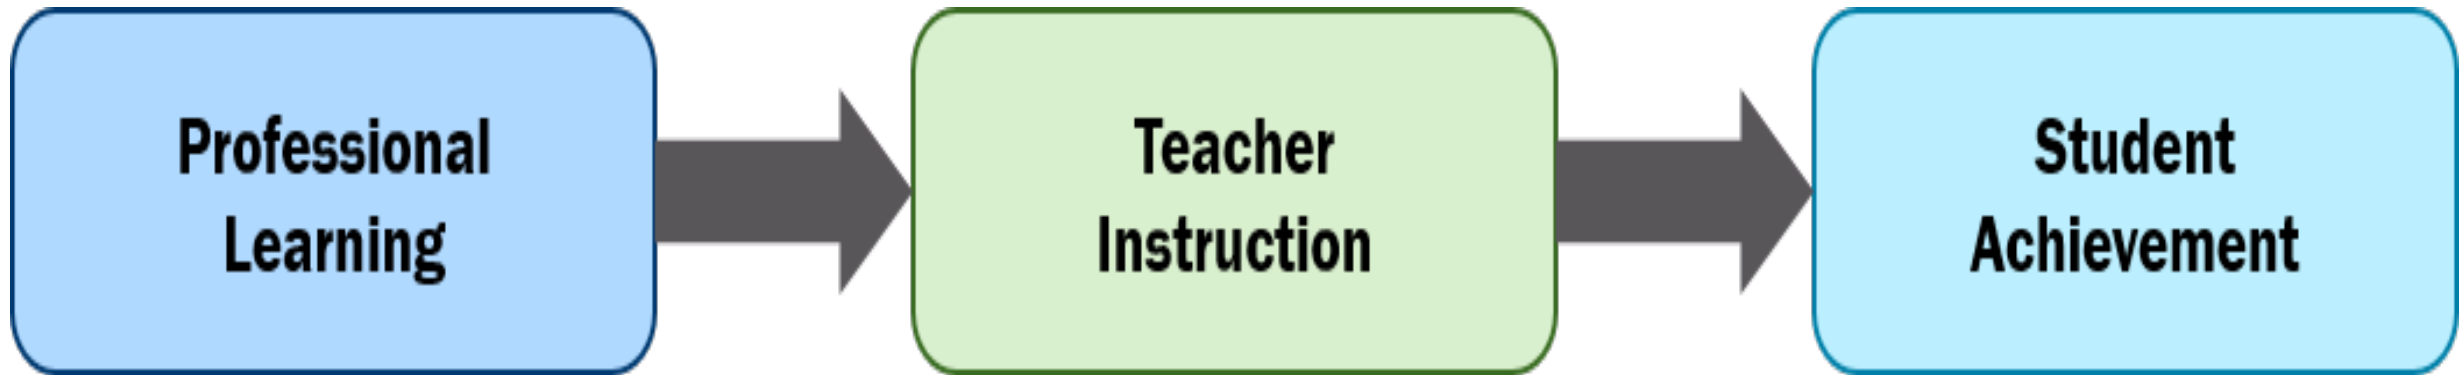 Professional
Learning
Teacher
Instruction
Student
Achievement